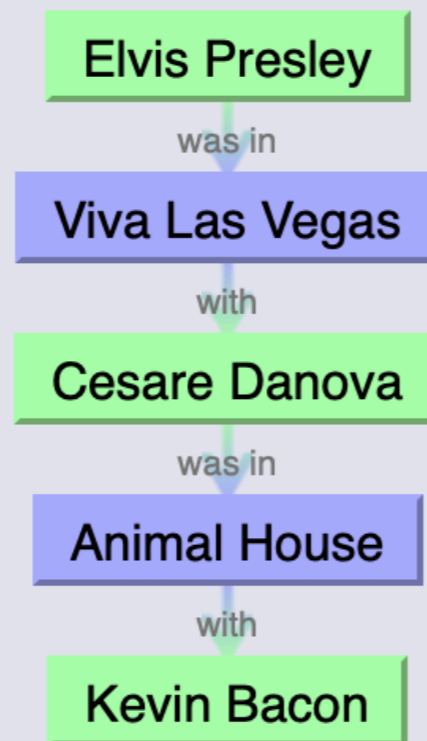 Elvis Presley
was in
Viva Las Vegas
with
Cesare Danova
was in
Animal House
with
Kevin Bacon